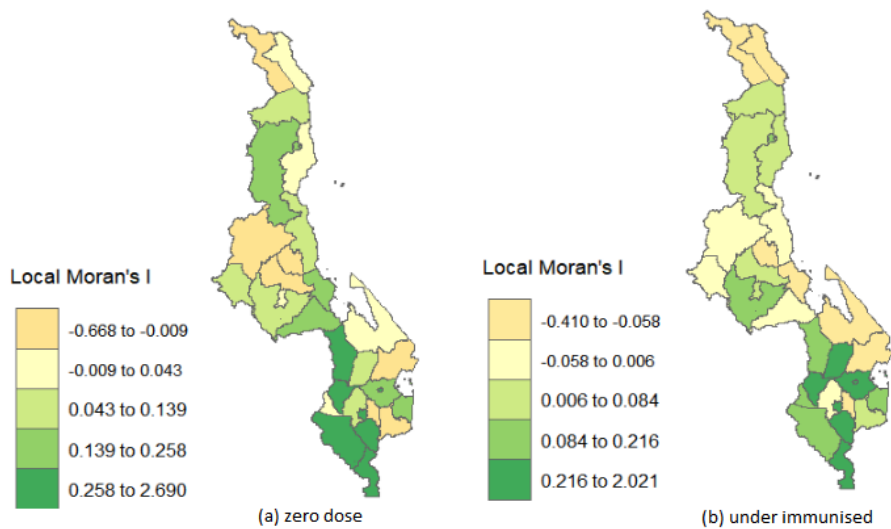 Local Moran's I
-0.668 to -0.009
-0.009 to 0.043
0.043 to 0.139
0.139 to 0.258
0.258 to 2.690
(a) zero dose
Local Moran's I
-0.410 to -0.058
-0.058 to 0.006
0.006 to 0.084
0.084 to 0.216
0.216 to 2.021
(b) under immunised